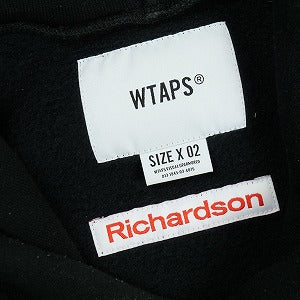 WTAPS®
SIZE X 02
Richardson